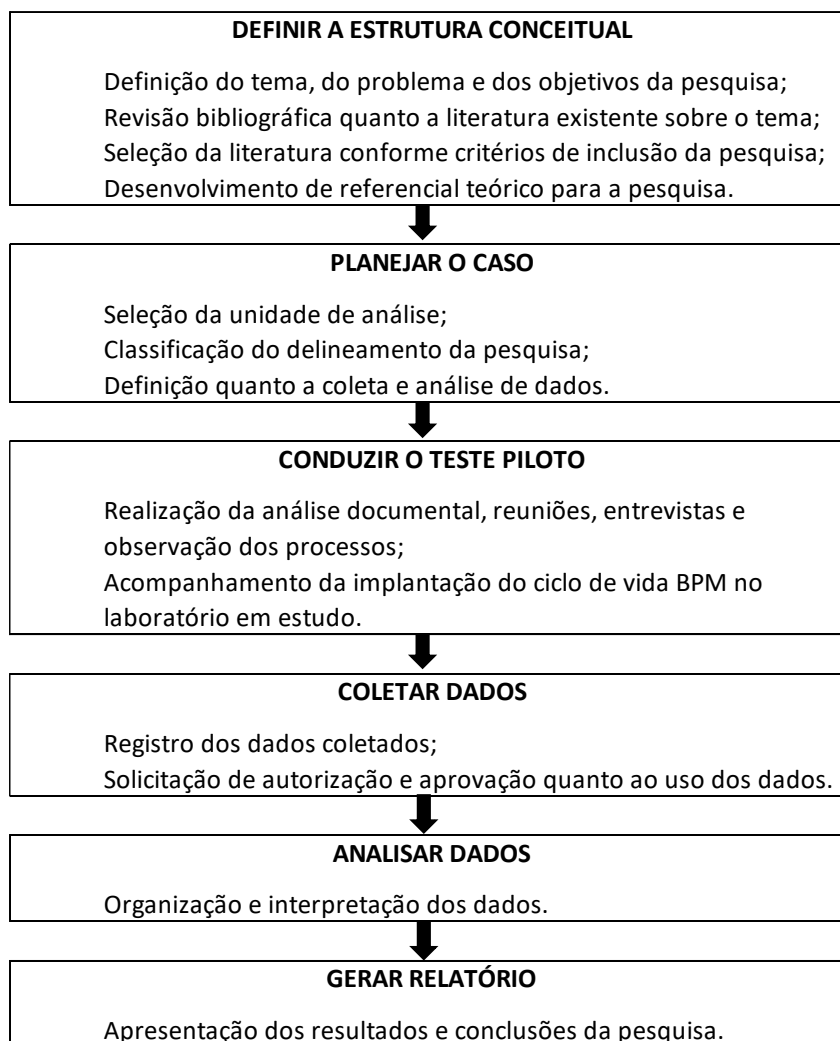 DEFINIR A ESTRUTURA CONCEITUAL
Definição do tema, do problema e dos objetivos da pesquisa;
Revisão bibliográfica quanto a literatura existente sobre o tema;
Seleção da literatura conforme critérios de inclusão da pesquisa;
Desenvolvimento de referencial teórico para a pesquisa.
PLANEJAR O CASO
Seleção da unidade de análise;
Classificação do delineamento da pesquisa;
Definição quanto a coleta e análise de dados.
CONDUZIR O TESTE PILOTO
Realização da análise documental, reuniões, entrevistas e
observação dos processos;
Acompanhamento da implantação do ciclo de vida BPM no
laboratório em estudo.
COLETAR DADOS
Registro dos dados coletados;
Solicitação de autorização e aprovação quanto ao uso dos dados.
ANALISAR DADOS
Organização e interpretação dos dados.
GERAR RELATÓRIO
Apresentação dos resultados e conclusões da pesquisa.